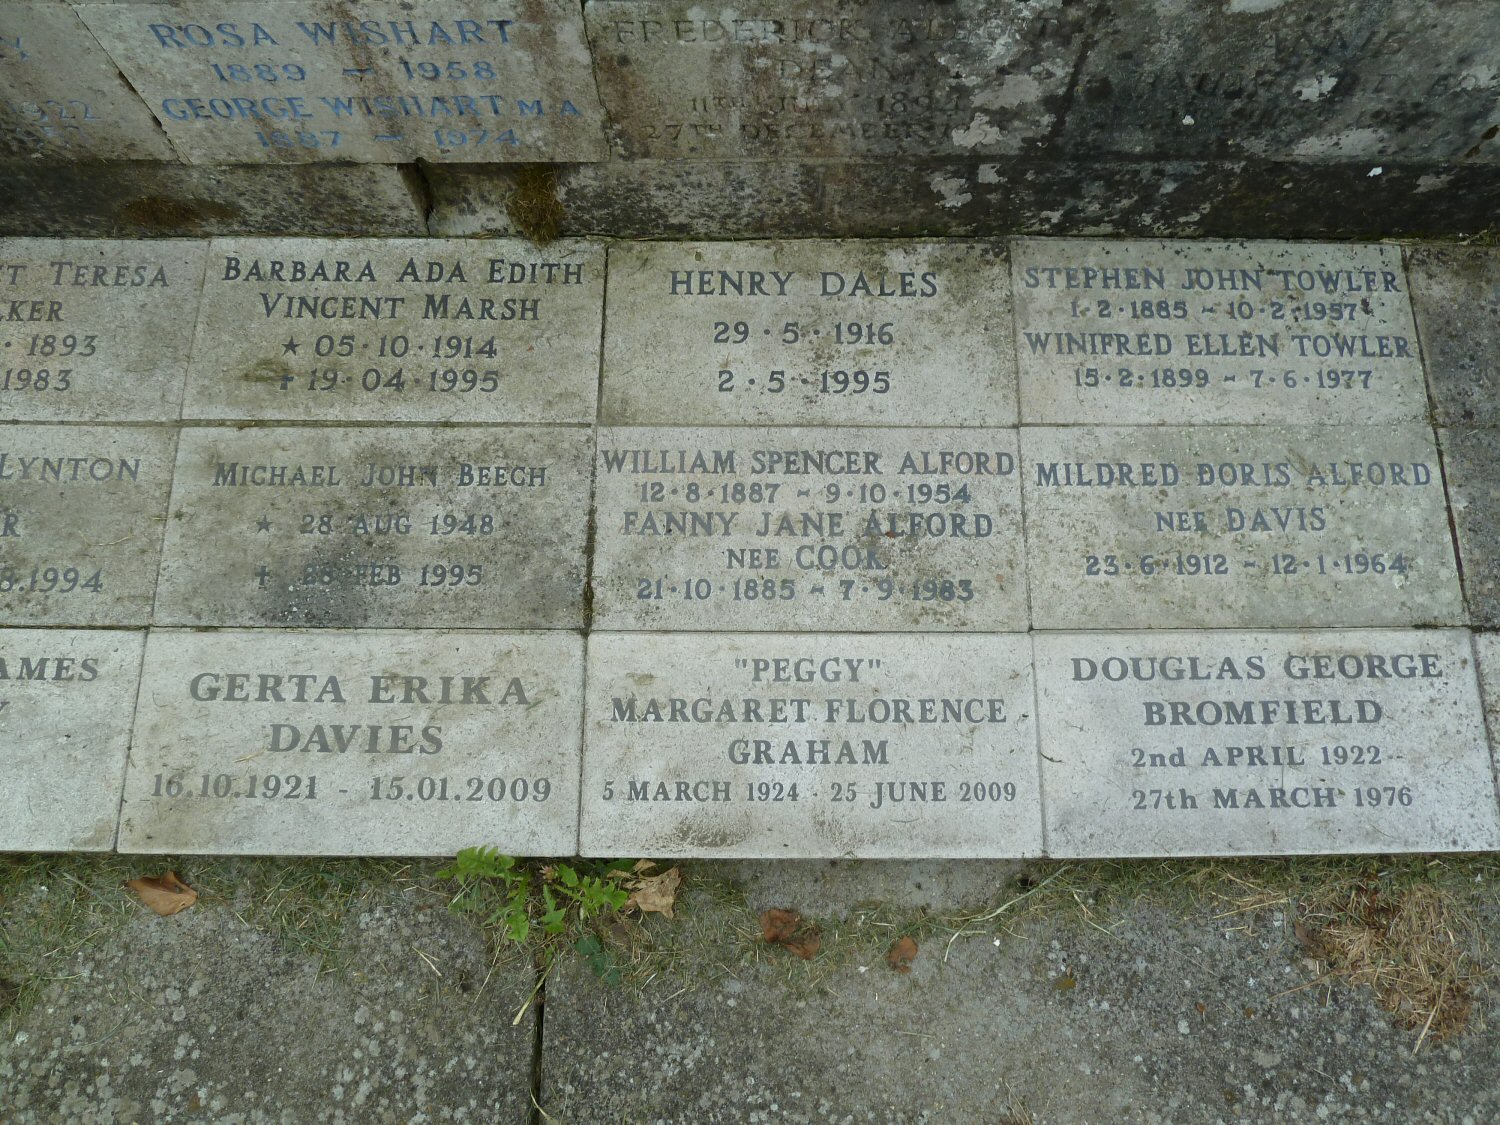 ROSA WISHART
1889 - 1958
GEORGE WISHART M A
1887 - 1974
FREDERICK
DEAN
11TH JULY
27TH DECEMBER
TERESA
1893
1983
BARBARA ADA EDITH
VINCENT MARSH
★ 05·10·1914
✝ 19·04·1995
HENRY DALES
29·5·1916
2·5·1995
STEPHEN JOHN TOWLER
1·2·1885 ~ 10·2·1957
WINIFRED ELLEN TOWLER
15·2·1899 ~ 7·6·1977
LYNTON
1994
MICHAEL JOHN BEECH
★ 28 AUG 1948
✝ FEB 1995
WILLIAM SPENCER ALFORD
12·8·1887 ~ 9·10·1954
FANNY JANE ALFORD
NEE COOK
21·10·1885 ~ 7·9·1983
MILDRED DORIS ALFORD
NEE DAVIS
23·6·1912 ~ 12·1·1964
AMES
GERTA ERIKA
DAVIES
16.10.1921 - 15.01.2009
"PEGGY"
MARGARET FLORENCE
GRAHAM
5 MARCH 1924 - 25 JUNE 2009
DOUGLAS GEORGE
BROMFIELD
2nd APRIL 1922 -
27th MARCH 1976